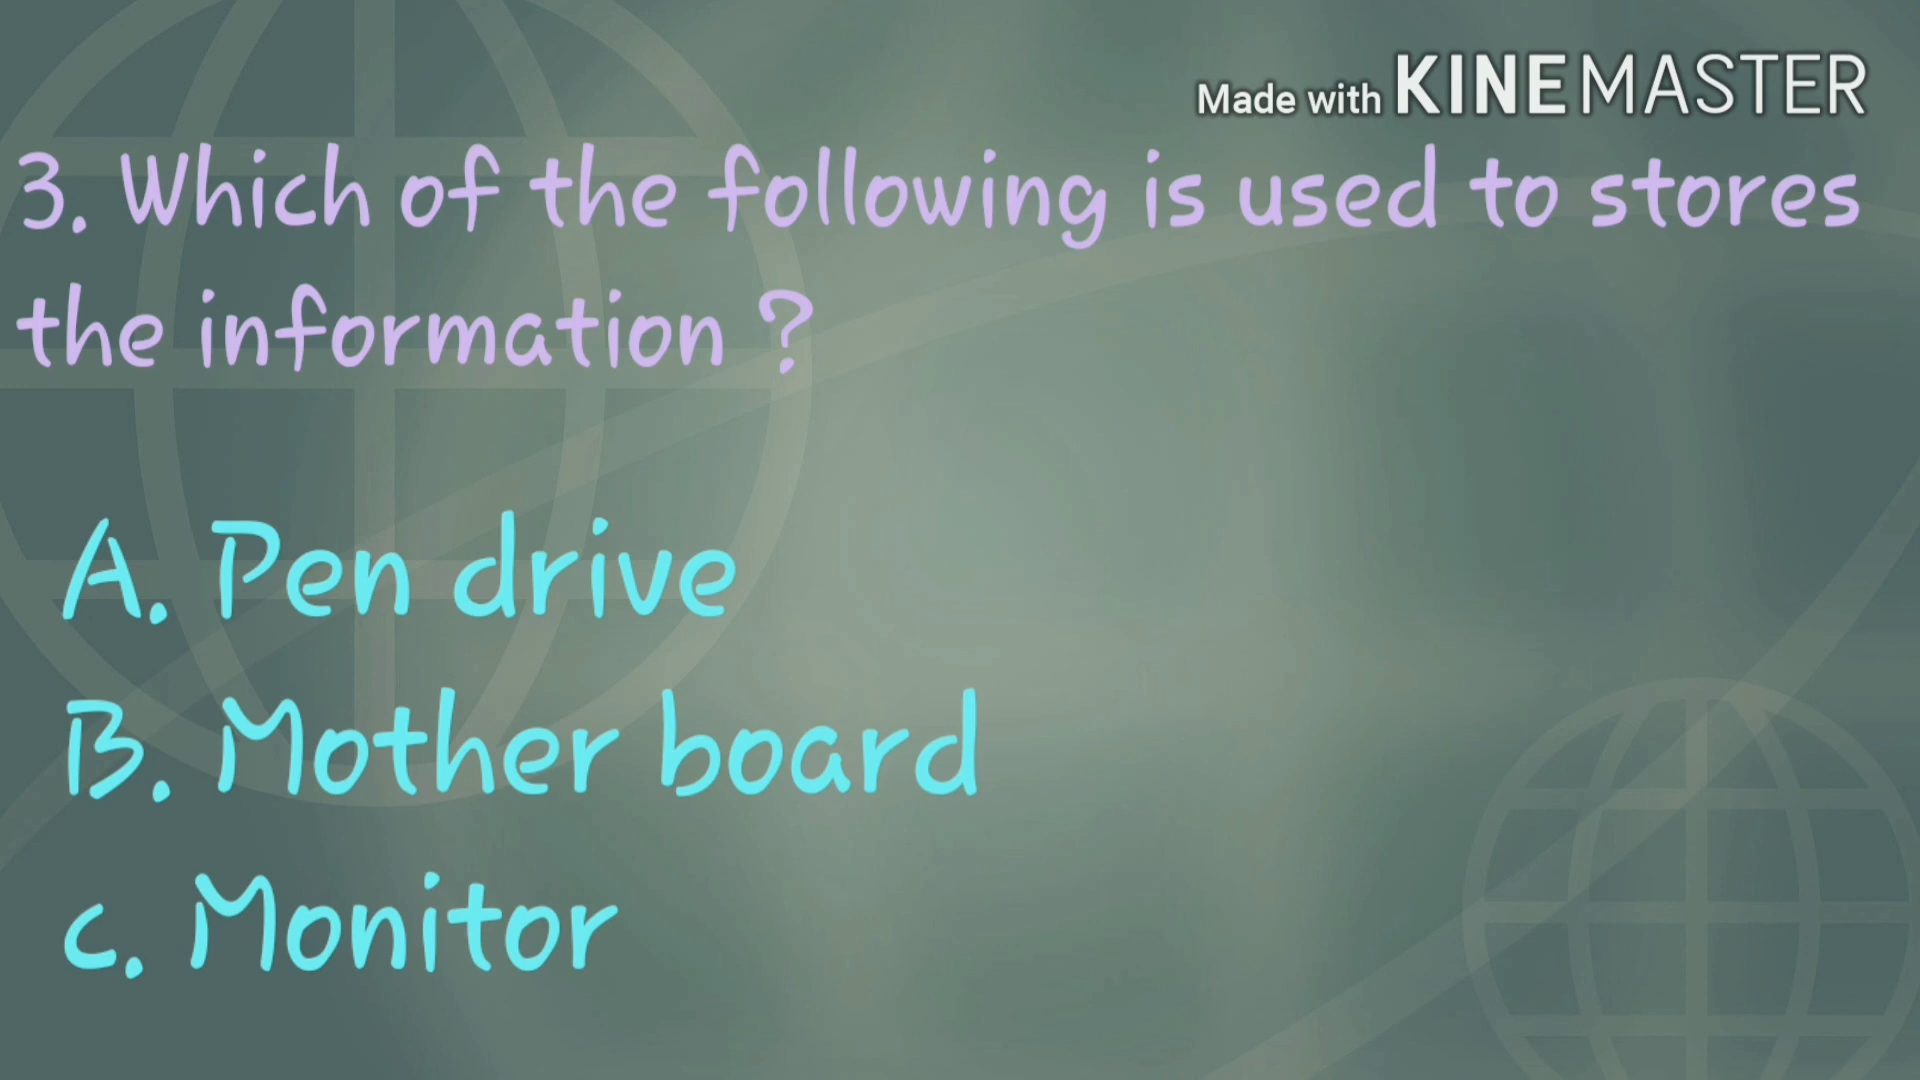 Made with KINEMASTER
3. Which of the following is used to stores
the information ?
A. Pen drive
B. Mother board
c. Monitor